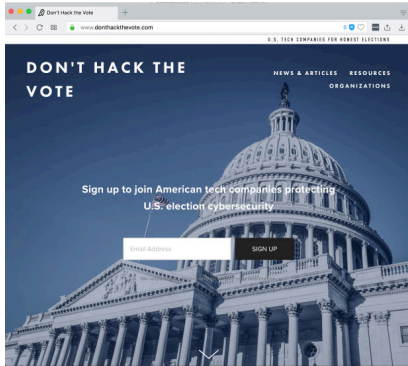 Don't Hack the Vote
www.donthackthevote.com
U.S. TECH COMPANIES FOR HONEST ELECTIONS
DON'T HACK THE
VOTE
NEWS & ARTICLES RESOURCES
ORGANIZATIONS
Sign up to join American tech companies protecting
U.S. election cybersecurity
Email Address
SIGN UP